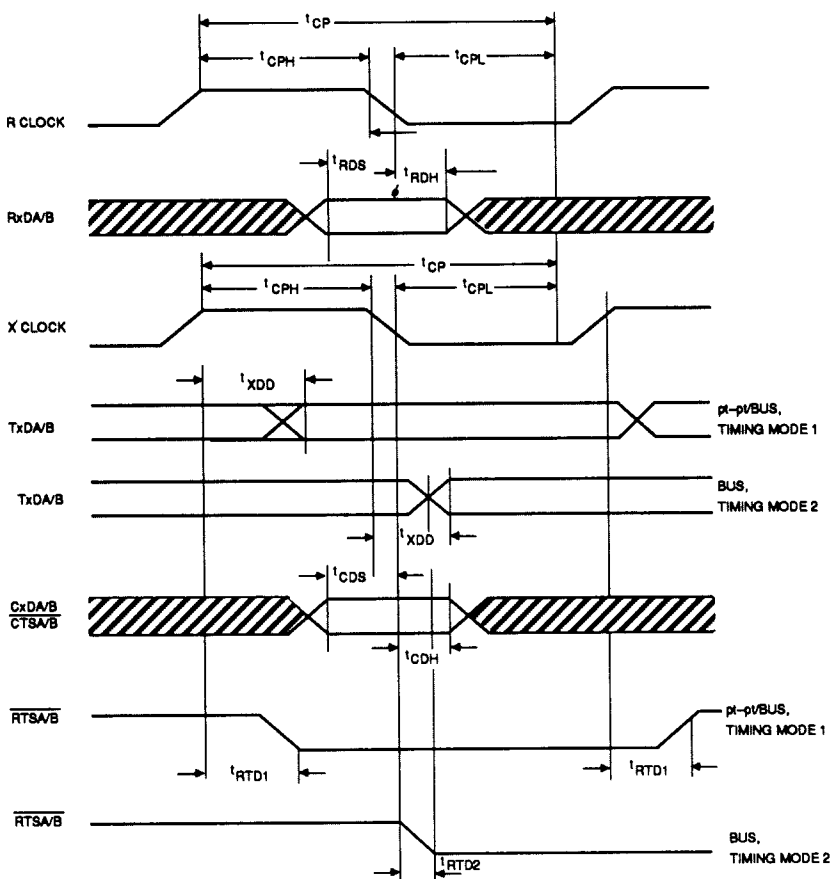 tCP
tCPH
tCPL
R CLOCK
tRDS
tRDH
ϕ
RxDA/B
tCP
tCPH
tCPL
X CLOCK
tXDD
TxDA/B
pt-pt/BUS,
TIMING MODE 1
TxDA/B
BUS,
TIMING MODE 2
tXDD
tCDS
CxDA/B
CTSA/B
tCDH
RTSA/B
pt-pt/BUS,
TIMING MODE 1
tRTD1
tRTD1
RTSA/B
BUS,
TIMING MODE 2
tRTD2